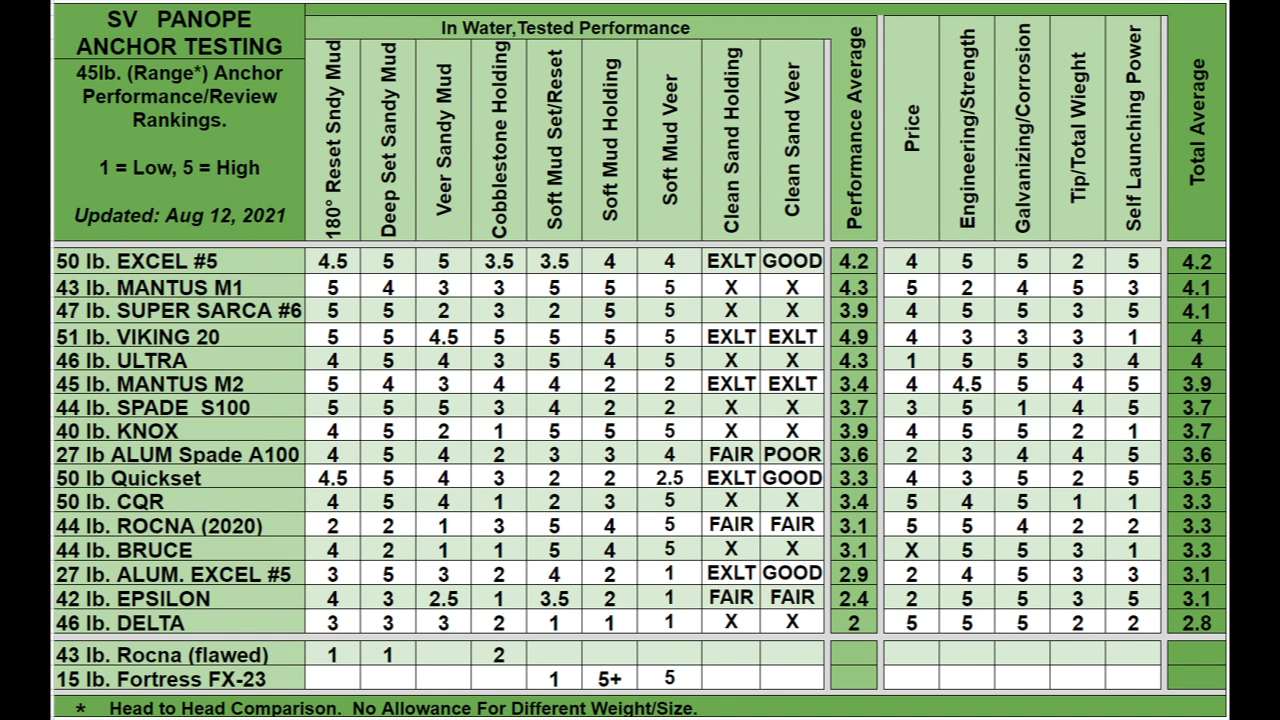 SV PANOPE
ANCHOR TESTING
45lb. (Range*) Anchor
Performance/Review
Rankings.
1 = Low, 5 = High
Updated: Aug 12, 2021
In Water,Tested Performance
180° Reset Sndy Mud
Deep Set Sandy Mud
Veer Sandy Mud
Cobblestone Holding
Soft Mud Set/Reset
Soft Mud Holding
Soft Mud Veer
Clean Sand Holding
Clean Sand Veer
Performance Average
Price
Engineering/Strength
Galvanizing/Corrosion
Tip/Total Wieght
Self Launching Power
Total Average
50 lb. EXCEL #5 4.5 5 5 3.5 3.5 4 4 EXLT GOOD 4.2 4 5 5 2 5 4.2
43 lb. MANTUS M1 5 4 3 3 5 5 5 X X 4.3 5 2 4 5 3 4.1
47 lb. SUPER SARCA #6 5 5 2 3 2 5 5 X X 3.9 4 5 5 3 5 4.1
51 lb. VIKING 20 5 5 4.5 5 5 5 5 EXLT EXLT 4.9 4 3 3 3 1 4
46 lb. ULTRA 4 5 4 3 5 4 5 X X 4.3 1 5 5 3 4 4
45 lb. MANTUS M2 5 4 3 4 4 2 2 EXLT EXLT 3.4 4 4.5 5 4 5 3.9
44 lb. SPADE S100 5 5 5 3 4 2 2 X X 3.7 3 5 1 4 5 3.7
40 lb. KNOX 4 5 2 1 5 5 5 X X 3.9 4 5 5 2 1 3.7
27 lb ALUM Spade A100 4 5 4 2 3 3 4 FAIR POOR 3.6 2 3 4 4 5 3.6
50 lb Quickset 4.5 5 4 3 2 2 2.5 EXLT GOOD 3.3 4 3 5 2 5 3.5
50 lb. CQR 4 5 4 1 2 3 5 X X 3.4 5 4 5 1 1 3.3
44 lb. ROCNA (2020) 2 2 1 3 5 4 5 FAIR FAIR 3.1 5 5 4 2 2 3.3
44 lb. BRUCE 4 2 1 1 5 4 5 X X 3.1 X 5 5 3 1 3.3
27 lb. ALUM. EXCEL #5 3 5 3 2 4 2 1 EXLT GOOD 2.9 2 4 5 3 3 3.1
42 lb. EPSILON 4 3 2.5 1 3.5 2 1 FAIR FAIR 2.4 2 5 5 3 5 3.1
46 lb. DELTA 3 3 3 2 1 1 1 X X 2 5 5 5 2 2 2.8
43 lb. Rocna (flawed) 1 1 2
15 lb. Fortress FX-23 1 5+ 5
* Head to Head Comparison. No Allowance For Different Weight/Size.